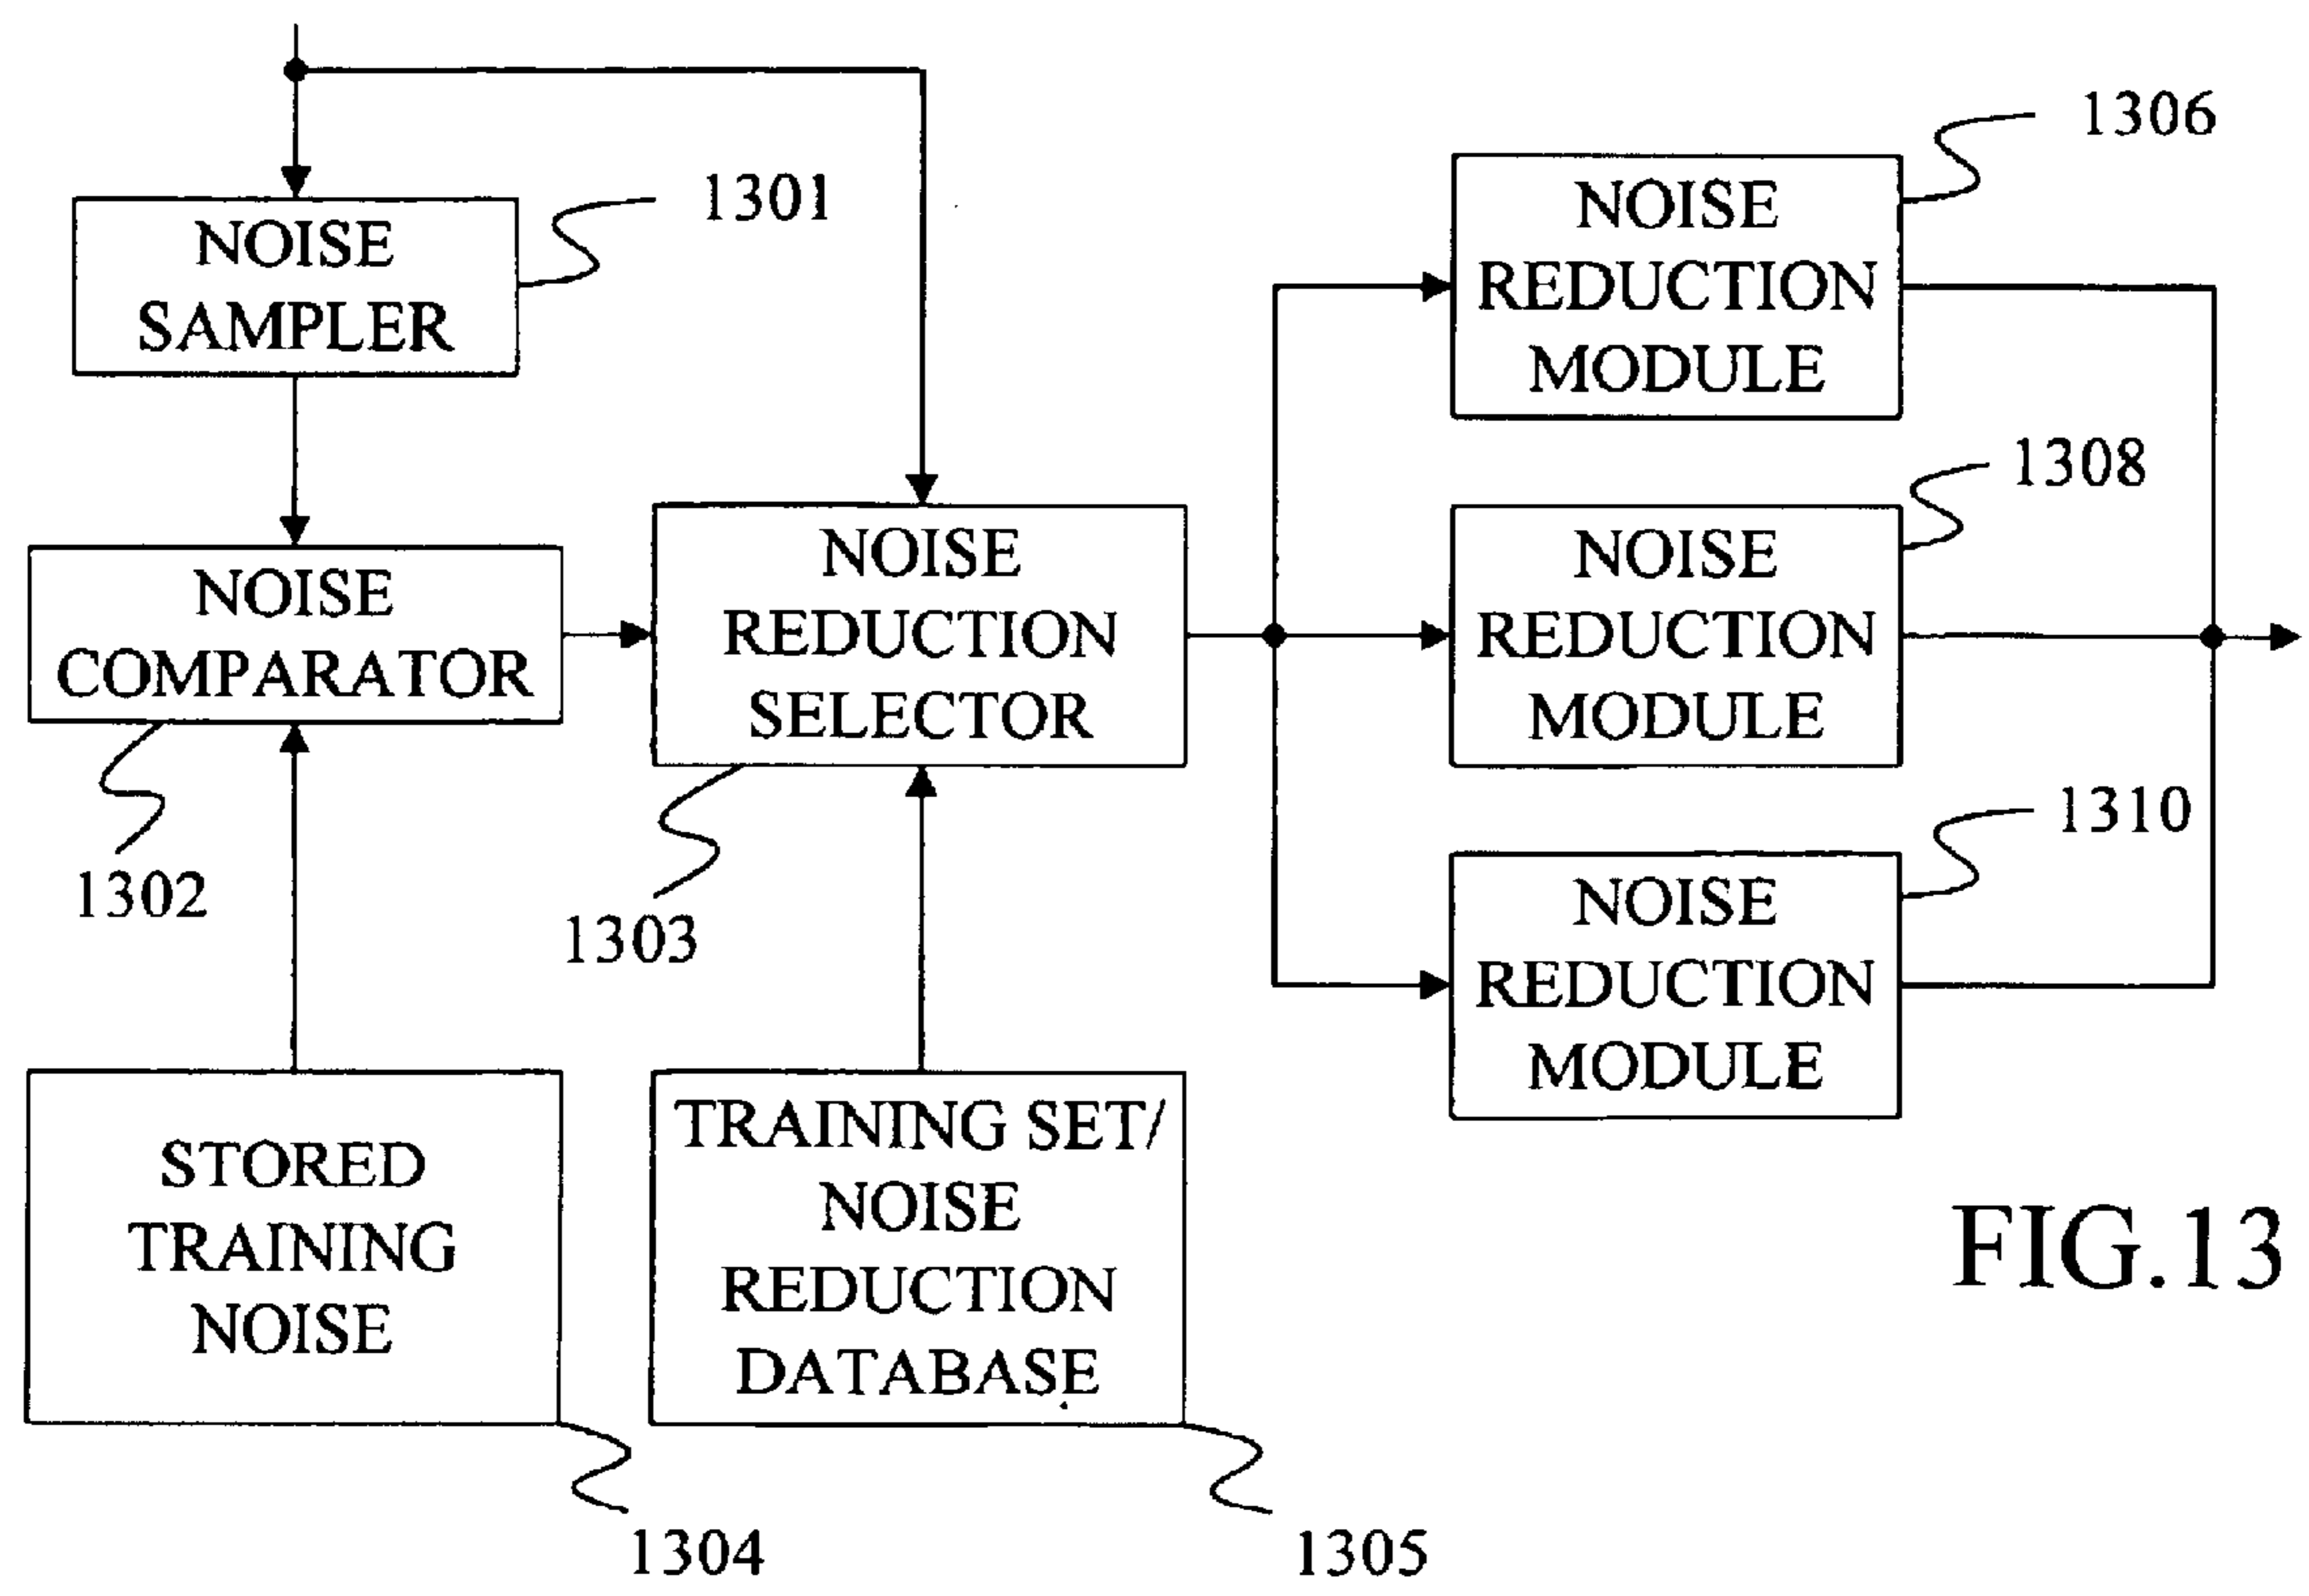 1306
NOISE
REDUCTION
MODULE
1301
NOISE
SAMPLER
1308
NOISE
REDUCTION
MODULE
NOISE
REDUCTION
SELECTOR
NOISE
COMPARATOR
1302
1303
1310
NOISE
REDUCTION
MODULE
STORED
TRAINING
NOISE
1304
TRAINING SET/
NOISE
REDUCTION
DATABASE
1305
FIG.13